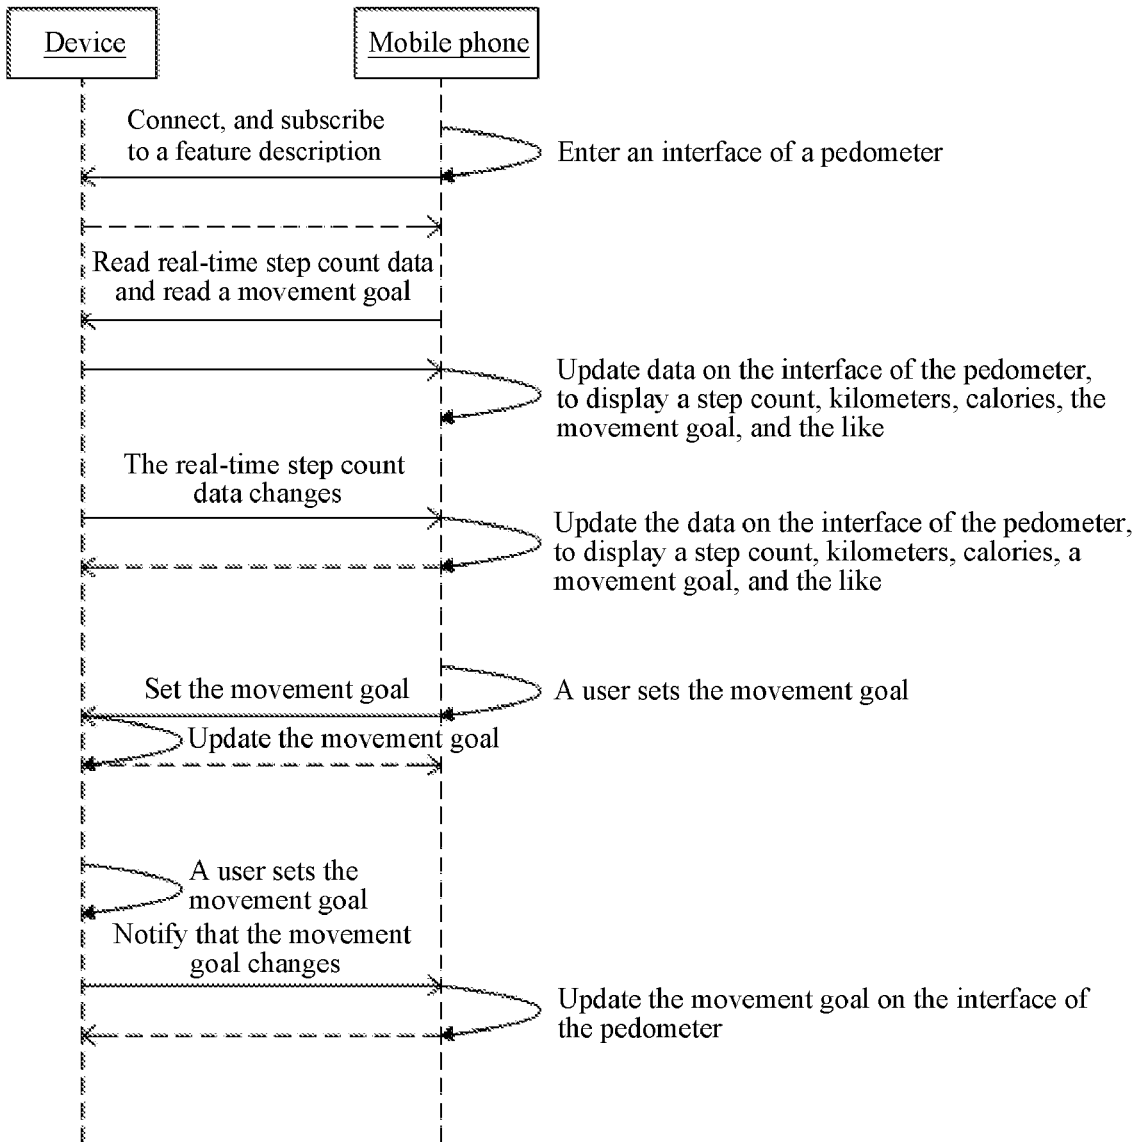 Device
Mobile phone
Connect, and subscribe
to a feature description
Enter an interface of a pedometer
Read real-time step count data
and read a movement goal
Update data on the interface of the pedometer,
to display a step count, kilometers, calories, the
movement goal, and the like
The real-time step count
data changes
Update the data on the interface of the pedometer,
to display a step count, kilometers, calories, a
movement goal, and the like
Set the movement goal
A user sets the movement goal
Update the movement goal
A user sets the
movement goal
Notify that the movement
goal changes
Update the movement goal on the interface of
the pedometer